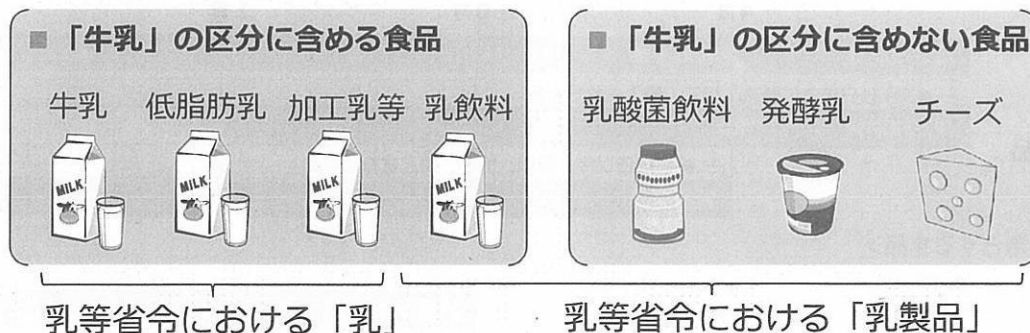 ■「牛乳」の区分に含める食品
牛乳 低脂肪乳 加工乳等 乳飲料
MILK MILK MILK MILK
■「牛乳」の区分に含めない食品
乳酸菌飲料 発酵乳 チーズ
乳等省令における「乳」
乳等省令における「乳製品」